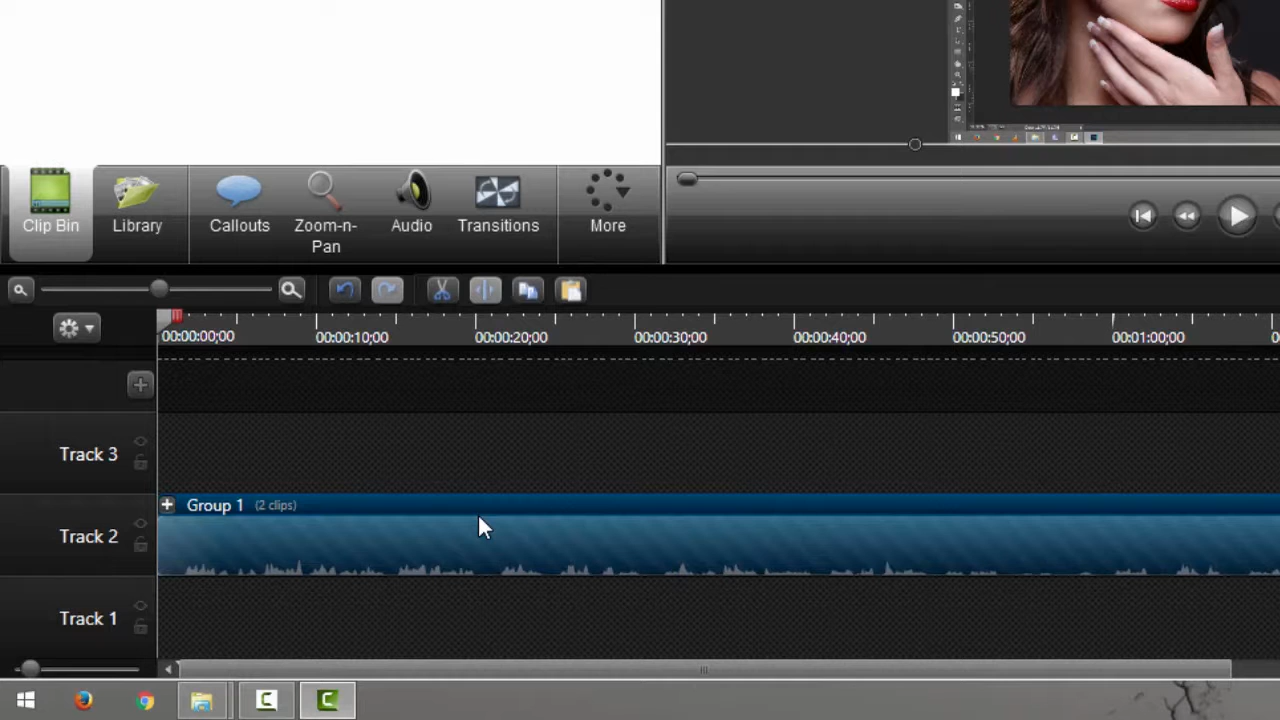 Clip Bin
Library
Callouts
Zoom-n-
Pan
Audio
Transitions
More
00:00:00;00
00:00:10;00
00:00:20;00
00:00:30;00
00:00:40;00
00:00:50;00
00:01:00;00
Track 3
Group 1 (2 clips)
Track 2
Track 1